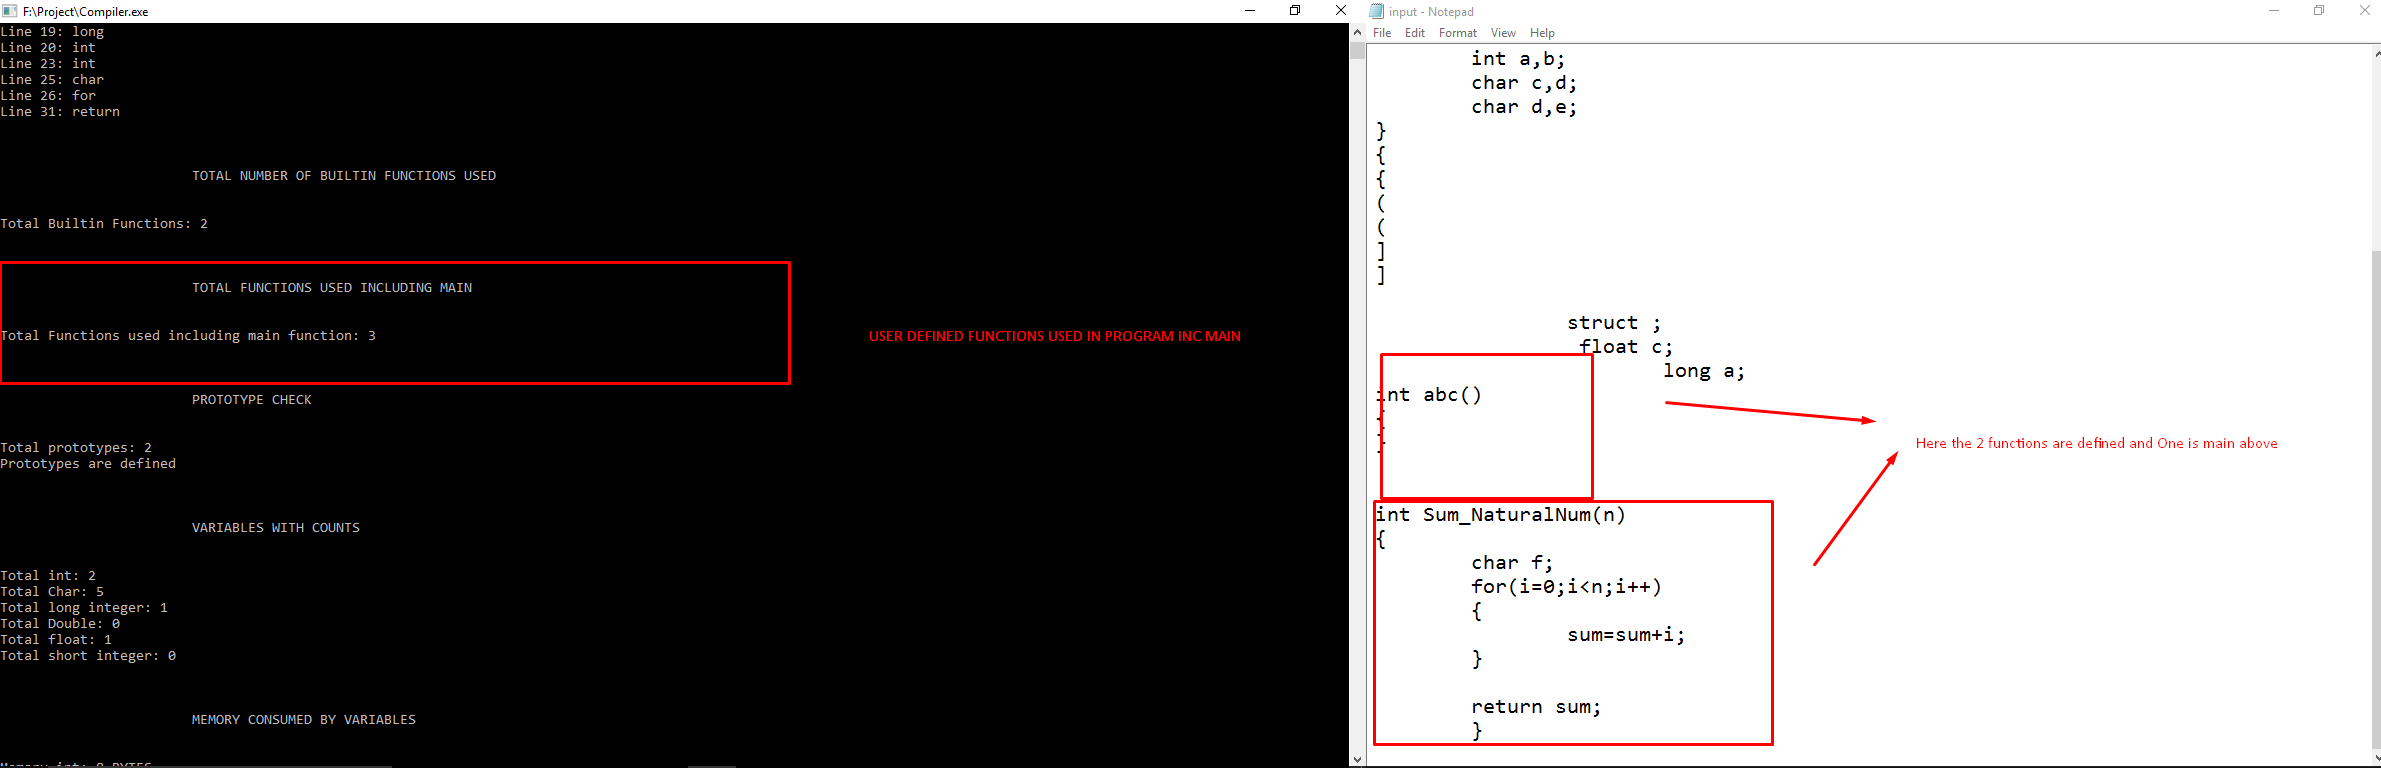 F:\Project\Compiler.exe
Line 19: long
Line 20: int
Line 23: int
Line 25: char
Line 26: for
Line 31: return
TOTAL NUMBER OF BUILTIN FUNCTIONS USED
Total Builtin Functions: 2
TOTAL FUNCTIONS USED INCLUDING MAIN
Total Functions used including main function: 3
USER DEFINED FUNCTIONS USED IN PROGRAM INC MAIN
PROTOTYPE CHECK
Total prototypes: 2
Prototypes are defined
VARIABLES WITH COUNTS
Total int: 2
Total Char: 5
Total long integer: 1
Total Double: 0
Total float: 1
Total short integer: 0
MEMORY CONSUMED BY VARIABLES
Memory int: 8 BYTES
input - Notepad
File Edit Format View Help
int a,b;
char c,d;
char d,e;
}
{
{
(
(
]
]
struct ;
float c;
long a;
int abc()
{
}
Here the 2 functions are defined and One is main above
int Sum_NaturalNum(n)
{
char f;
for(i=0;i<n;i++)
{
sum=sum+i;
}
return sum;
}